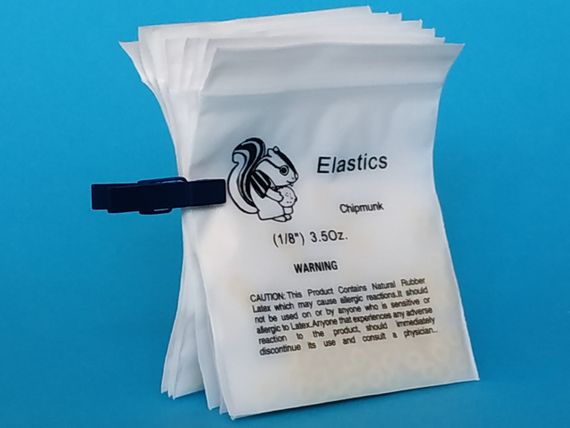 Elastics
Chipmunk
(1/8") 3.5Oz.
WARNING
CAUTION: This Product Contains Natural Rubber
Latex which may cause allergic reactions.It should
not be used on or by anyone who is sensitive or
allergic to Latex.Anyone that experiences any adverse
reaction to the product, should immediately
discontinue its use and consult a physician..